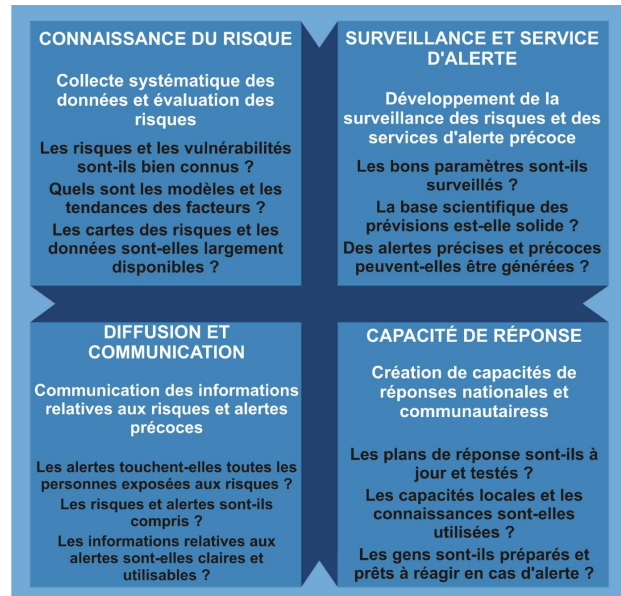 CONNAISSANCE DU RISQUE
Collecte systématique des
données et évaluation des
risques
Les risques et les vulnérabilités
sont-ils bien connus ?
Quels sont les modèles et les
tendances des facteurs ?
Les cartes des risques et les
données sont-elles largement
disponibles ?
SURVEILLANCE ET SERVICE
D'ALERTE
Développement de la
surveillance des risques et des
services d'alerte précoce
Les bons paramètres sont-ils
surveillés ?
La base scientifique des
prévisions est-elle solide ?
Des alertes précises et précoces
peuvent-elles être générées ?
DIFFUSION ET
COMMUNICATION
Communication des informations
relatives aux risques et alertes
précoces
Les alertes touchent-elles toutes les
personnes exposées aux risques ?
Les risques et alertes sont-ils
compris ?
Les informations relatives aux
alertes sont-elles claires et
utilisables ?
CAPACITÉ DE RÉPONSE
Création de capacités de
réponses nationales et
communautairess
Les plans de réponse sont-ils à
jour et testés ?
Les capacités locales et les
connaissances sont-elles
utilisées ?
Les gens sont-ils préparés et
prêts à réagir en cas d'alerte ?